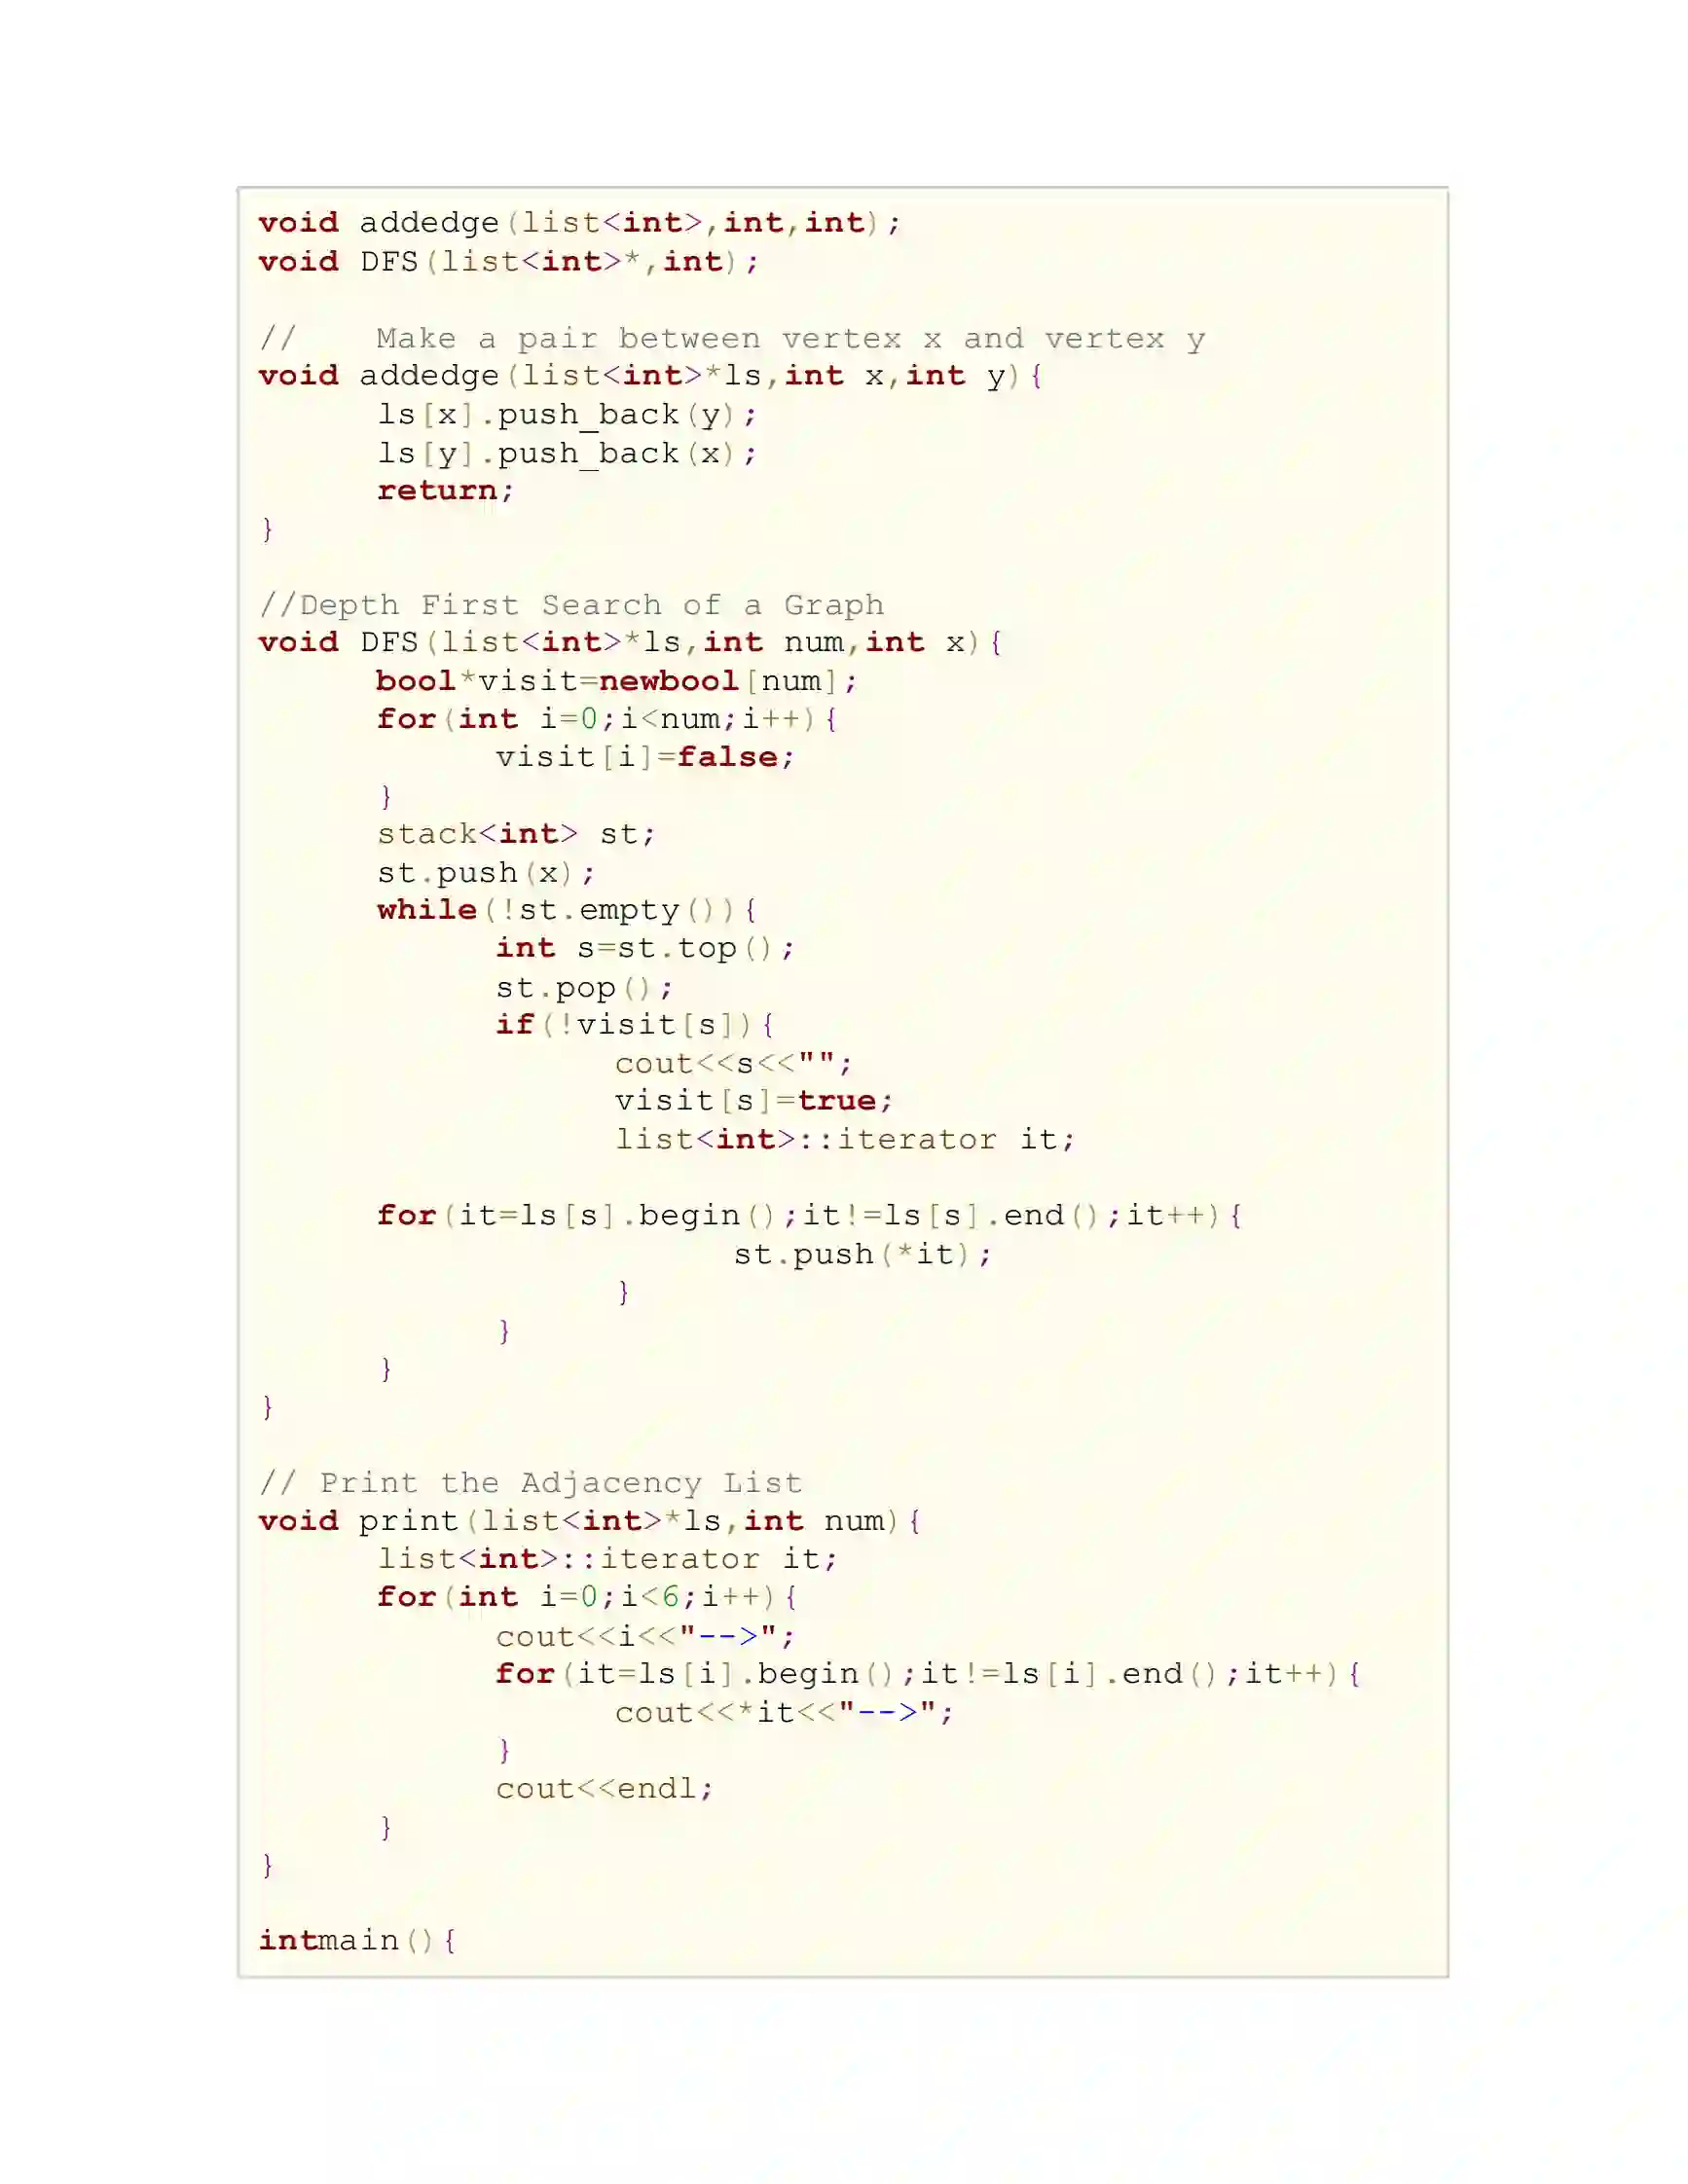 void addedge(list<int>,int,int);
void DFS(list<int>*,int);
//    Make a pair between vertex x and vertex y
void addedge(list<int>*ls,int x,int y){
ls[x].push_back(y);
ls[y].push_back(x);
return;
}
//Depth First Search of a Graph
void DFS(list<int>*ls,int num,int x){
bool*visit=newbool[num];
for(int i=0;i<num;i++){
visit[i]=false;
}
stack<int> st;
st.push(x);
while(!st.empty()){
int s=st.top();
st.pop();
if(!visit[s]){
cout<<s<<"";
visit[s]=true;
list<int>::iterator it;
for(it=ls[s].begin();it!=ls[s].end();it++){
st.push(*it);
}
}
}
}
// Print the Adjacency List
void print(list<int>*ls,int num){
list<int>::iterator it;
for(int i=0;i<6;i++){
cout<<i<<"-->";
for(it=ls[i].begin();it!=ls[i].end();it++){
cout<<*it<<"-->";
}
cout<<endl;
}
}
intmain(){